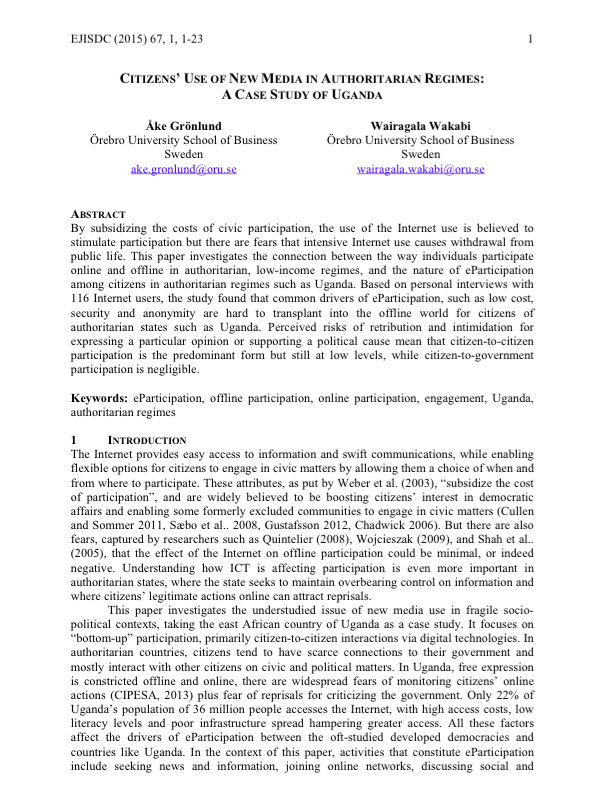 EJISDC (2015) 67, 1, 1-23 1
CITIZENS' USE OF NEW MEDIA IN AUTHORITARIAN REGIMES:
A CASE STUDY OF UGANDA
Åke Grönlund
Örebro University School of Business
Sweden
ake.gronlund@oru.se
Wairagala Wakabi
Örebro University School of Business
Sweden
wairagala.wakabi@oru.se
ABSTRACT
By subsidizing the costs of civic participation, the use of the Internet use is believed to
stimulate participation but there are fears that intensive Internet use causes withdrawal from
public life. This paper investigates the connection between the way individuals participate
online and offline in authoritarian, low-income regimes, and the nature of eParticipation
among citizens in authoritarian regimes such as Uganda. Based on personal interviews with
116 Internet users, the study found that common drivers of eParticipation, such as low cost,
security and anonymity are hard to transplant into the offline world for citizens of
authoritarian states such as Uganda. Perceived risks of retribution and intimidation for
expressing a particular opinion or supporting a political cause mean that citizen-to-citizen
participation is the predominant form but still at low levels, while citizen-to-government
participation is negligible.
Keywords: eParticipation, offline participation, online participation, engagement, Uganda,
authoritarian regimes
1 INTRODUCTION
The Internet provides easy access to information and swift communications, while enabling
flexible options for citizens to engage in civic matters by allowing them a choice of when and
from where to participate. These attributes, as put by Weber et al. (2003), “subsidize the cost
of participation”, and are widely believed to be boosting citizens’ interest in democratic
affairs and enabling some formerly excluded communities to engage in civic matters (Cullen
and Sommer 2011, Sæbo et al.. 2008, Gustafsson 2012, Chadwick 2006). But there are also
fears, captured by researchers such as Quintelier (2008), Wojcieszak (2009), and Shah et al..
(2005), that the effect of the Internet on offline participation could be minimal, or indeed
negative. Understanding how ICT is affecting participation is even more important in
authoritarian states, where the state seeks to maintain overbearing control on information and
where citizens’ legitimate actions online can attract reprisals.
This paper investigates the understudied issue of new media use in fragile socio-
political contexts, taking the east African country of Uganda as a case study. It focuses on
“bottom-up” participation, primarily citizen-to-citizen interactions via digital technologies. In
authoritarian countries, citizens tend to have scarce connections to their government and
mostly interact with other citizens on civic and political matters. In Uganda, free expression
is constricted offline and online, there are widespread fears of monitoring citizens’ online
actions (CIPESA, 2013) plus fear of reprisals for criticizing the government. Only 22% of
Uganda’s population of 36 million people accesses the Internet, with high access costs, low
literacy levels and poor infrastructure spread hampering greater access. All these factors
affect the drivers of eParticipation between the oft-studied developed democracies and
countries like Uganda. In the context of this paper, activities that constitute eParticipation
include seeking news and information, joining online networks, discussing social and